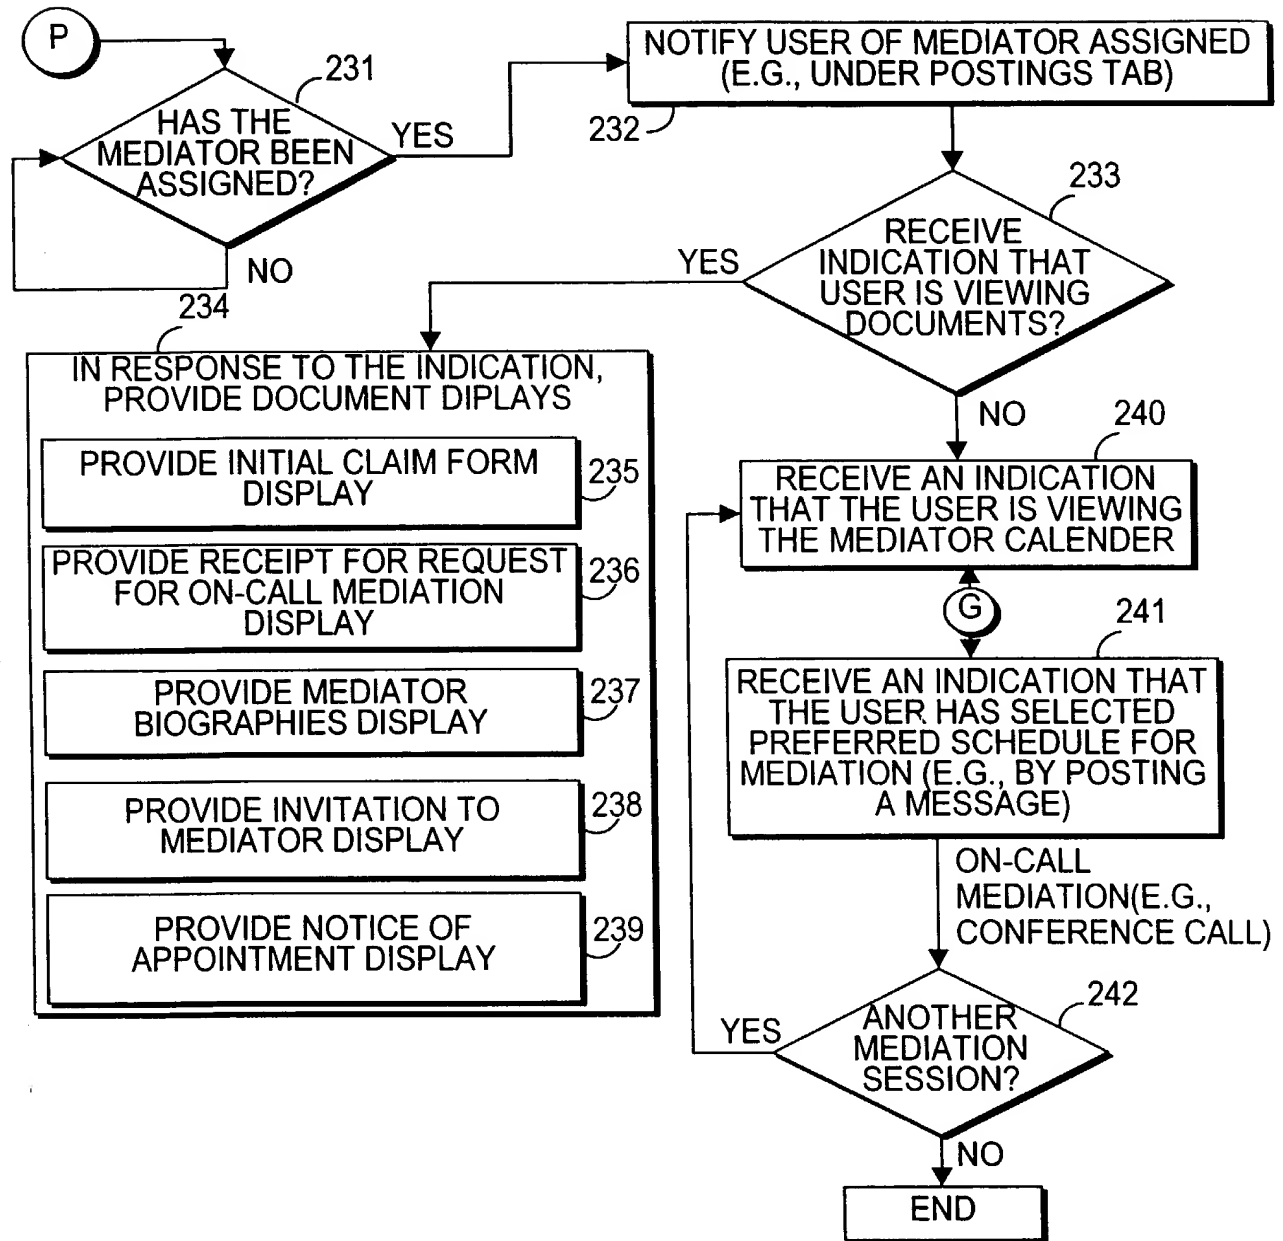 P
231
HAS THE
MEDIATOR BEEN
ASSIGNED?
YES
NO
NOTIFY USER OF MEDIATOR ASSIGNED
(E.G., UNDER POSTINGS TAB)
232
233
RECEIVE
INDICATION THAT
USER IS VIEWING
DOCUMENTS?
YES
NO
234
IN RESPONSE TO THE INDICATION,
PROVIDE DOCUMENT DIPLAYS
PROVIDE INITIAL CLAIM FORM
DISPLAY
235
PROVIDE RECEIPT FOR REQUEST
FOR ON-CALL MEDIATION
DISPLAY
236
PROVIDE MEDIATOR
BIOGRAPHIES DISPLAY
237
PROVIDE INVITATION TO
MEDIATOR DISPLAY
238
PROVIDE NOTICE OF
APPOINTMENT DISPLAY
239
240
RECEIVE AN INDICATION
THAT THE USER IS VIEWING
THE MEDIATOR CALENDER
G
241
RECEIVE AN INDICATION THAT
THE USER HAS SELECTED
PREFERRED SCHEDULE FOR
MEDIATION (E.G., BY POSTING
A MESSAGE)
ON-CALL
MEDIATION(E.G.,
CONFERENCE CALL)
242
ANOTHER
MEDIATION
SESSION?
YES
NO
END